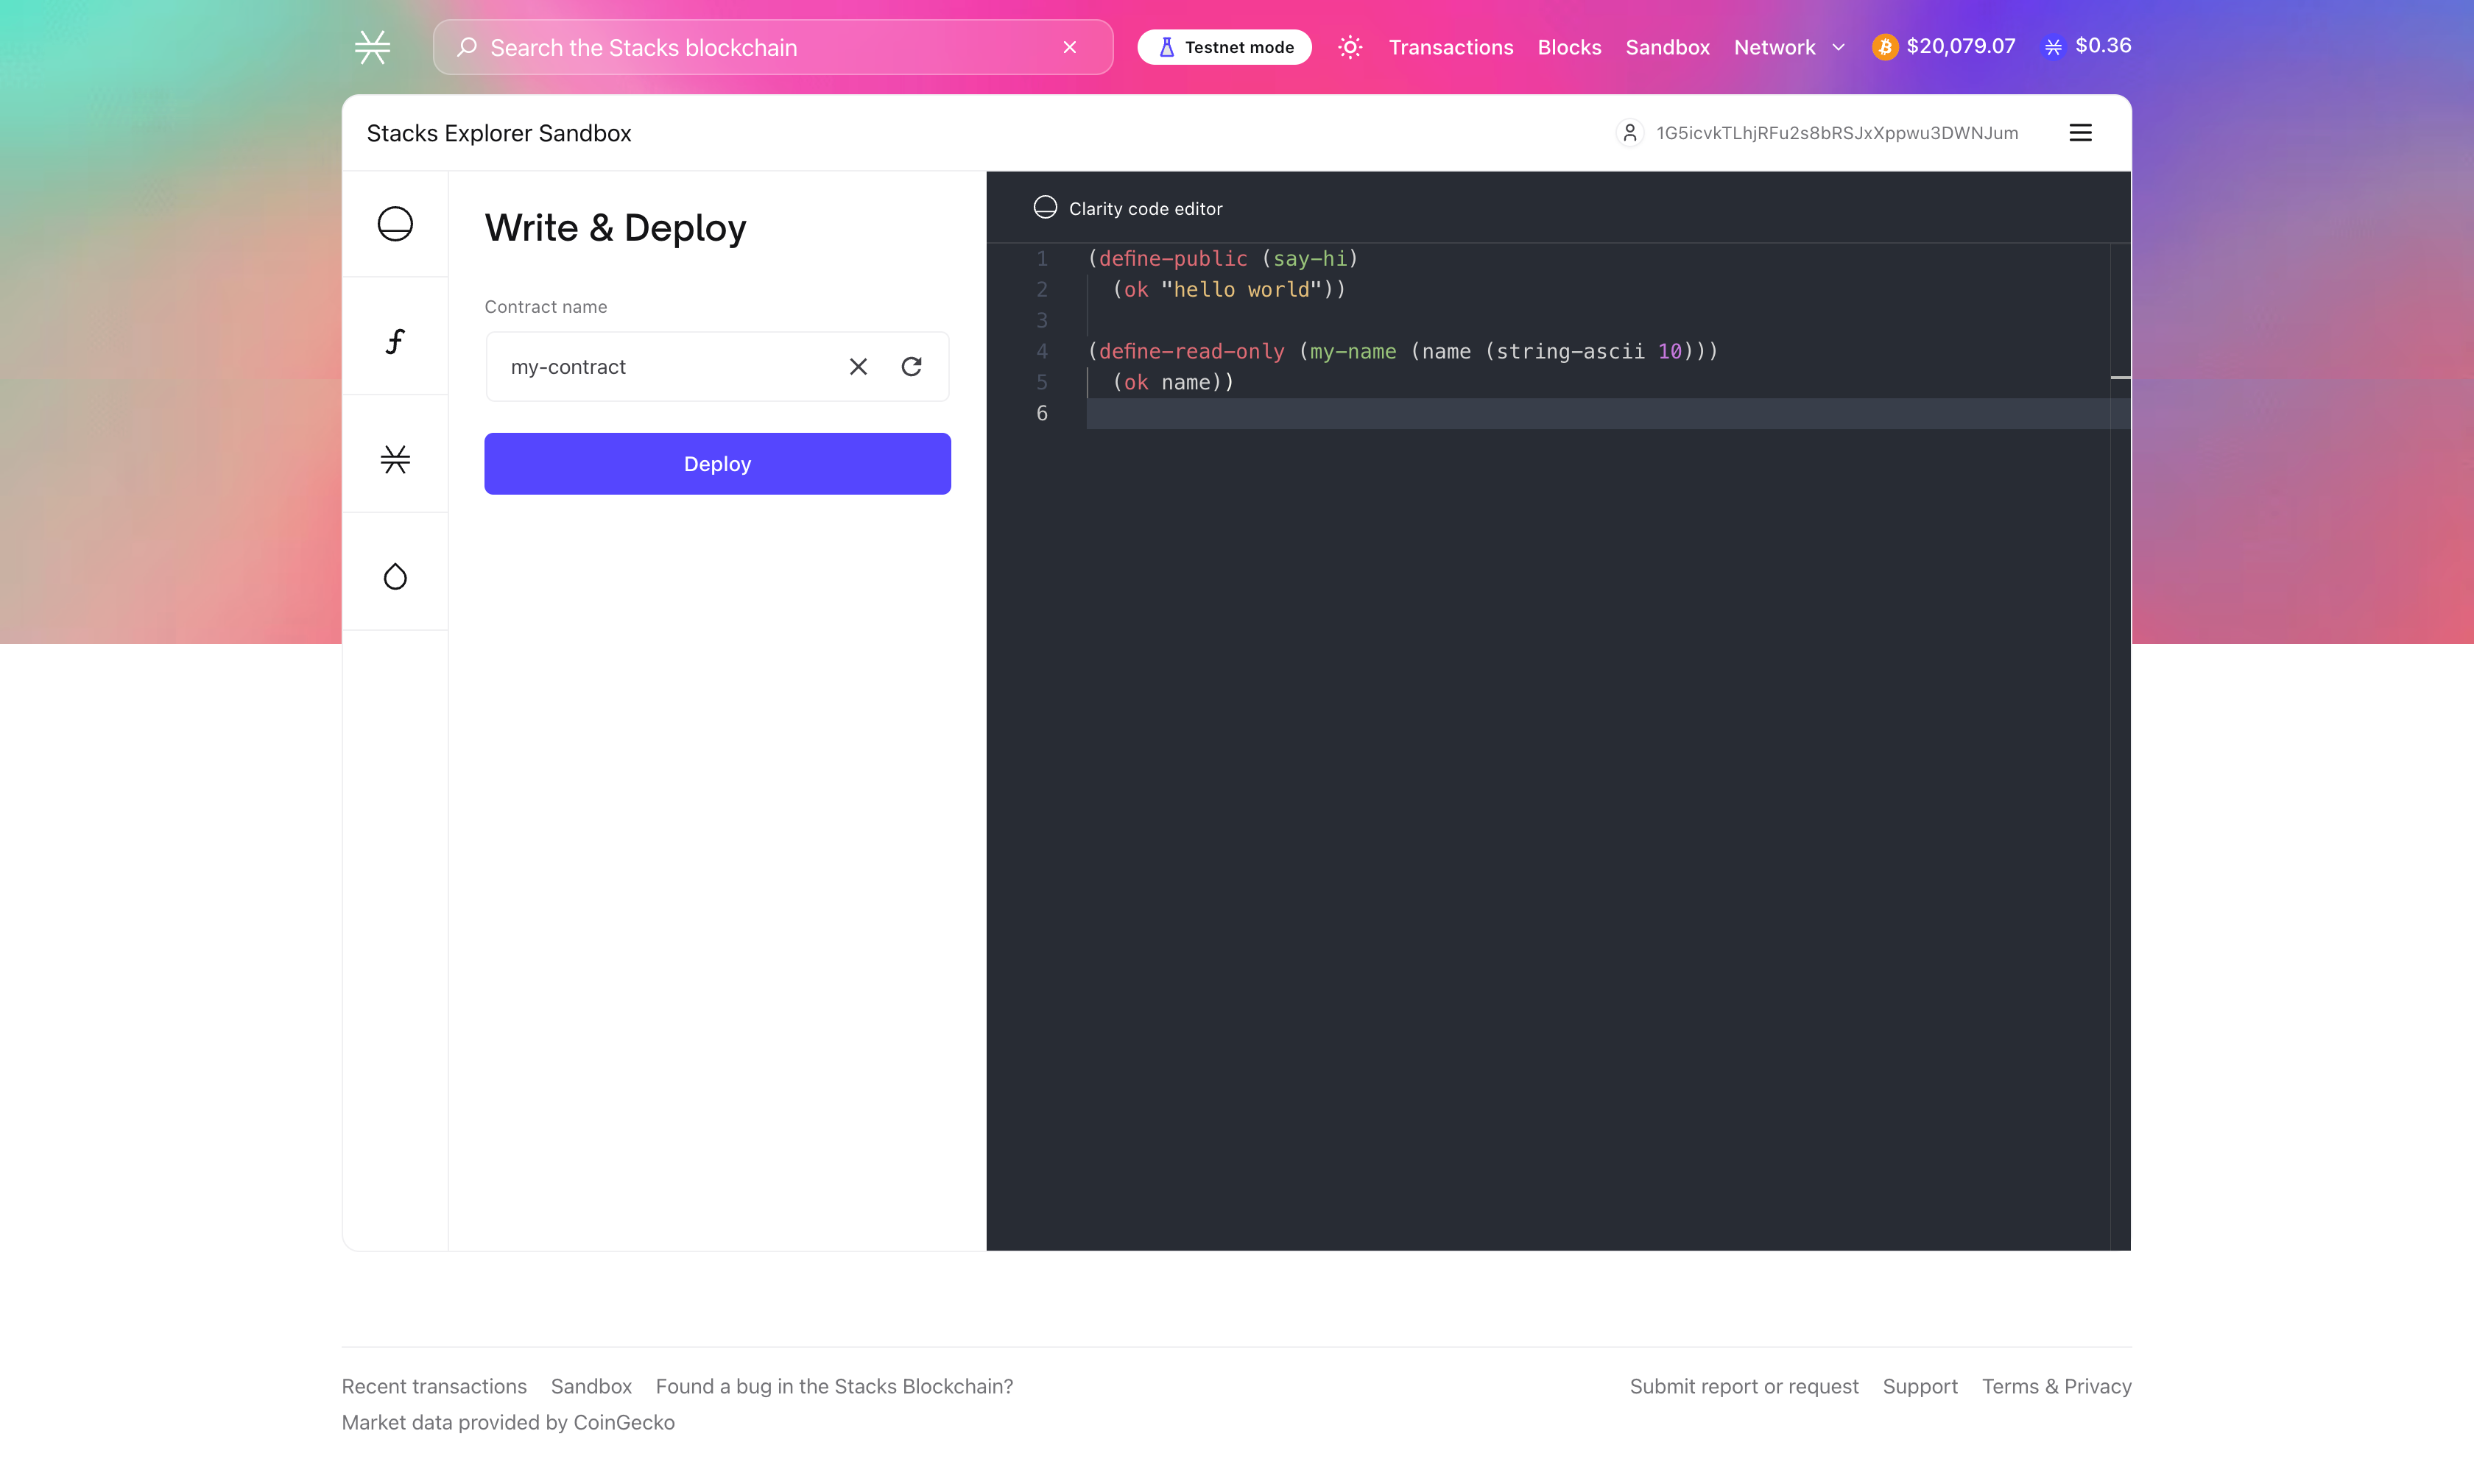 Search the Stacks blockchain
Testnet mode
Transactions
Blocks
Sandbox
Network
$20,079.07
$0.36
Stacks Explorer Sandbox
1G5icvkTLhjRFu2s8bRSJxXppwu3DWNJum
Write & Deploy
Contract name
my-contract
Deploy
Clarity code editor
1 (define-public (say-hi)
2   (ok "hello world"))
3
4 (define-read-only (my-name (name (string-ascii 10)))
5   (ok name))
6
Recent transactions
Sandbox
Found a bug in the Stacks Blockchain?
Submit report or request
Support
Terms & Privacy
Market data provided by CoinGecko